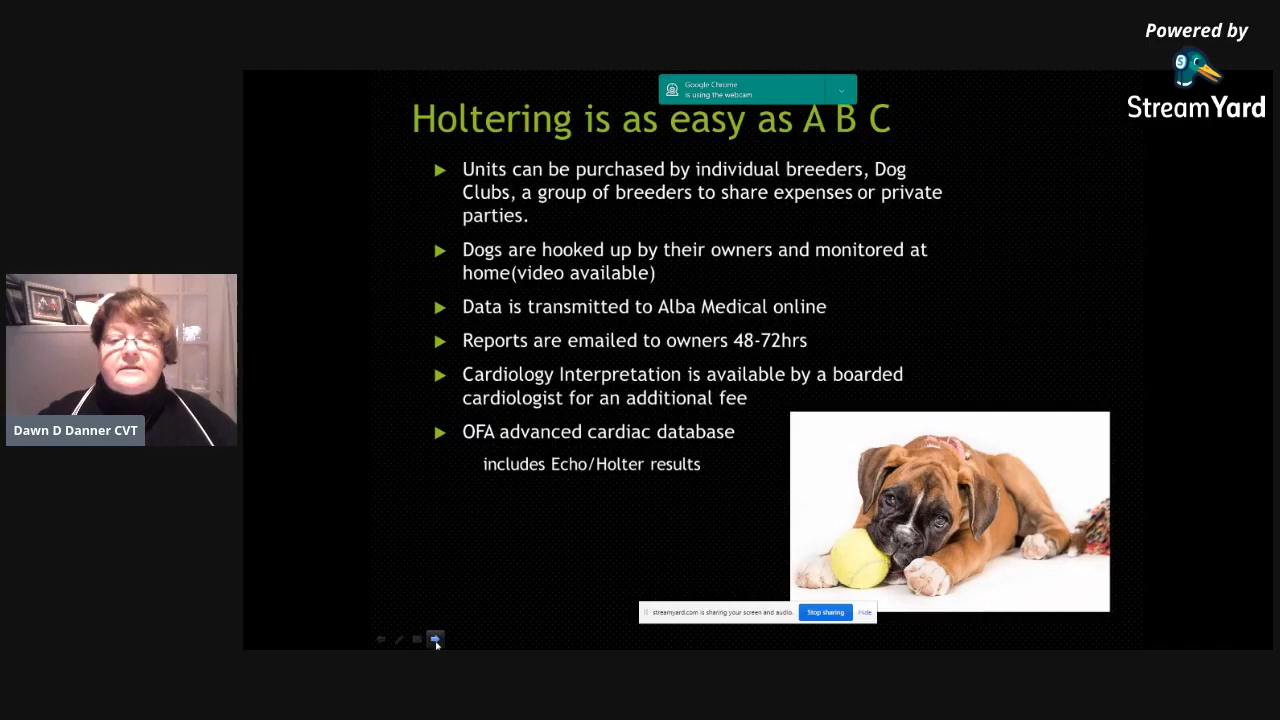 Powered by
StreamYard
Google Chrome
is using the webcam
Holtering is as easy as A B C
Units can be purchased by individual breeders, Dog
Clubs, a group of breeders to share expenses or private
parties.
Dogs are hooked up by their owners and monitored at
home(video available)
Data is transmitted to Alba Medical online
Reports are emailed to owners 48-72hrs
Cardiology Interpretation is available by a boarded
cardiologist for an additional fee
OFA advanced cardiac database
includes Echo/Holter results
Dawn D Danner CVT
streamyard.com is sharing your screen and audio. Stop sharing Hide